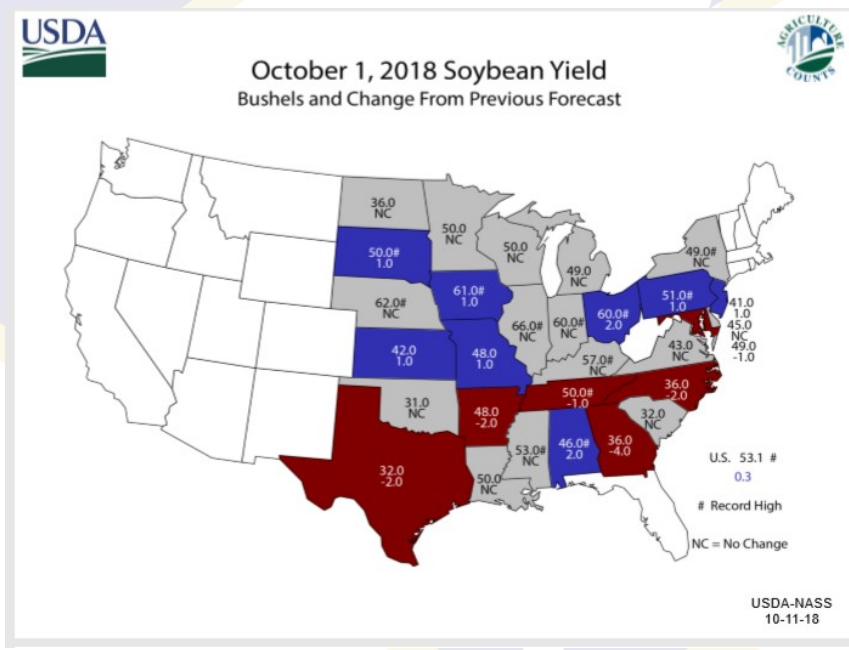 USDA
AGRICULTURE
COUNTS
October 1, 2018 Soybean Yield
Bushels and Change From Previous Forecast
36.0
NC
50.0
NC
50.0
NC
49.0
NC
49.0#
NC
50.0#
1.0
61.0#
1.0
62.0#
NC
66.0#
NC
60.0#
NC
60.0#
2.0
51.0#
1.0
41.0
1.0
45.0
NC
49.0
-1.0
42.0
1.0
48.0
1.0
57.0#
NC
43.0
NC
31.0
NC
48.0
-2.0
50.0#
-1.0
36.0
-2.0
32.0
NC
32.0
-2.0
50.0
NC
53.0#
NC
46.0#
2.0
36.0
-4.0
U.S. 53.1 #
0.3
# Record High
NC = No Change
USDA-NASS
10-11-18